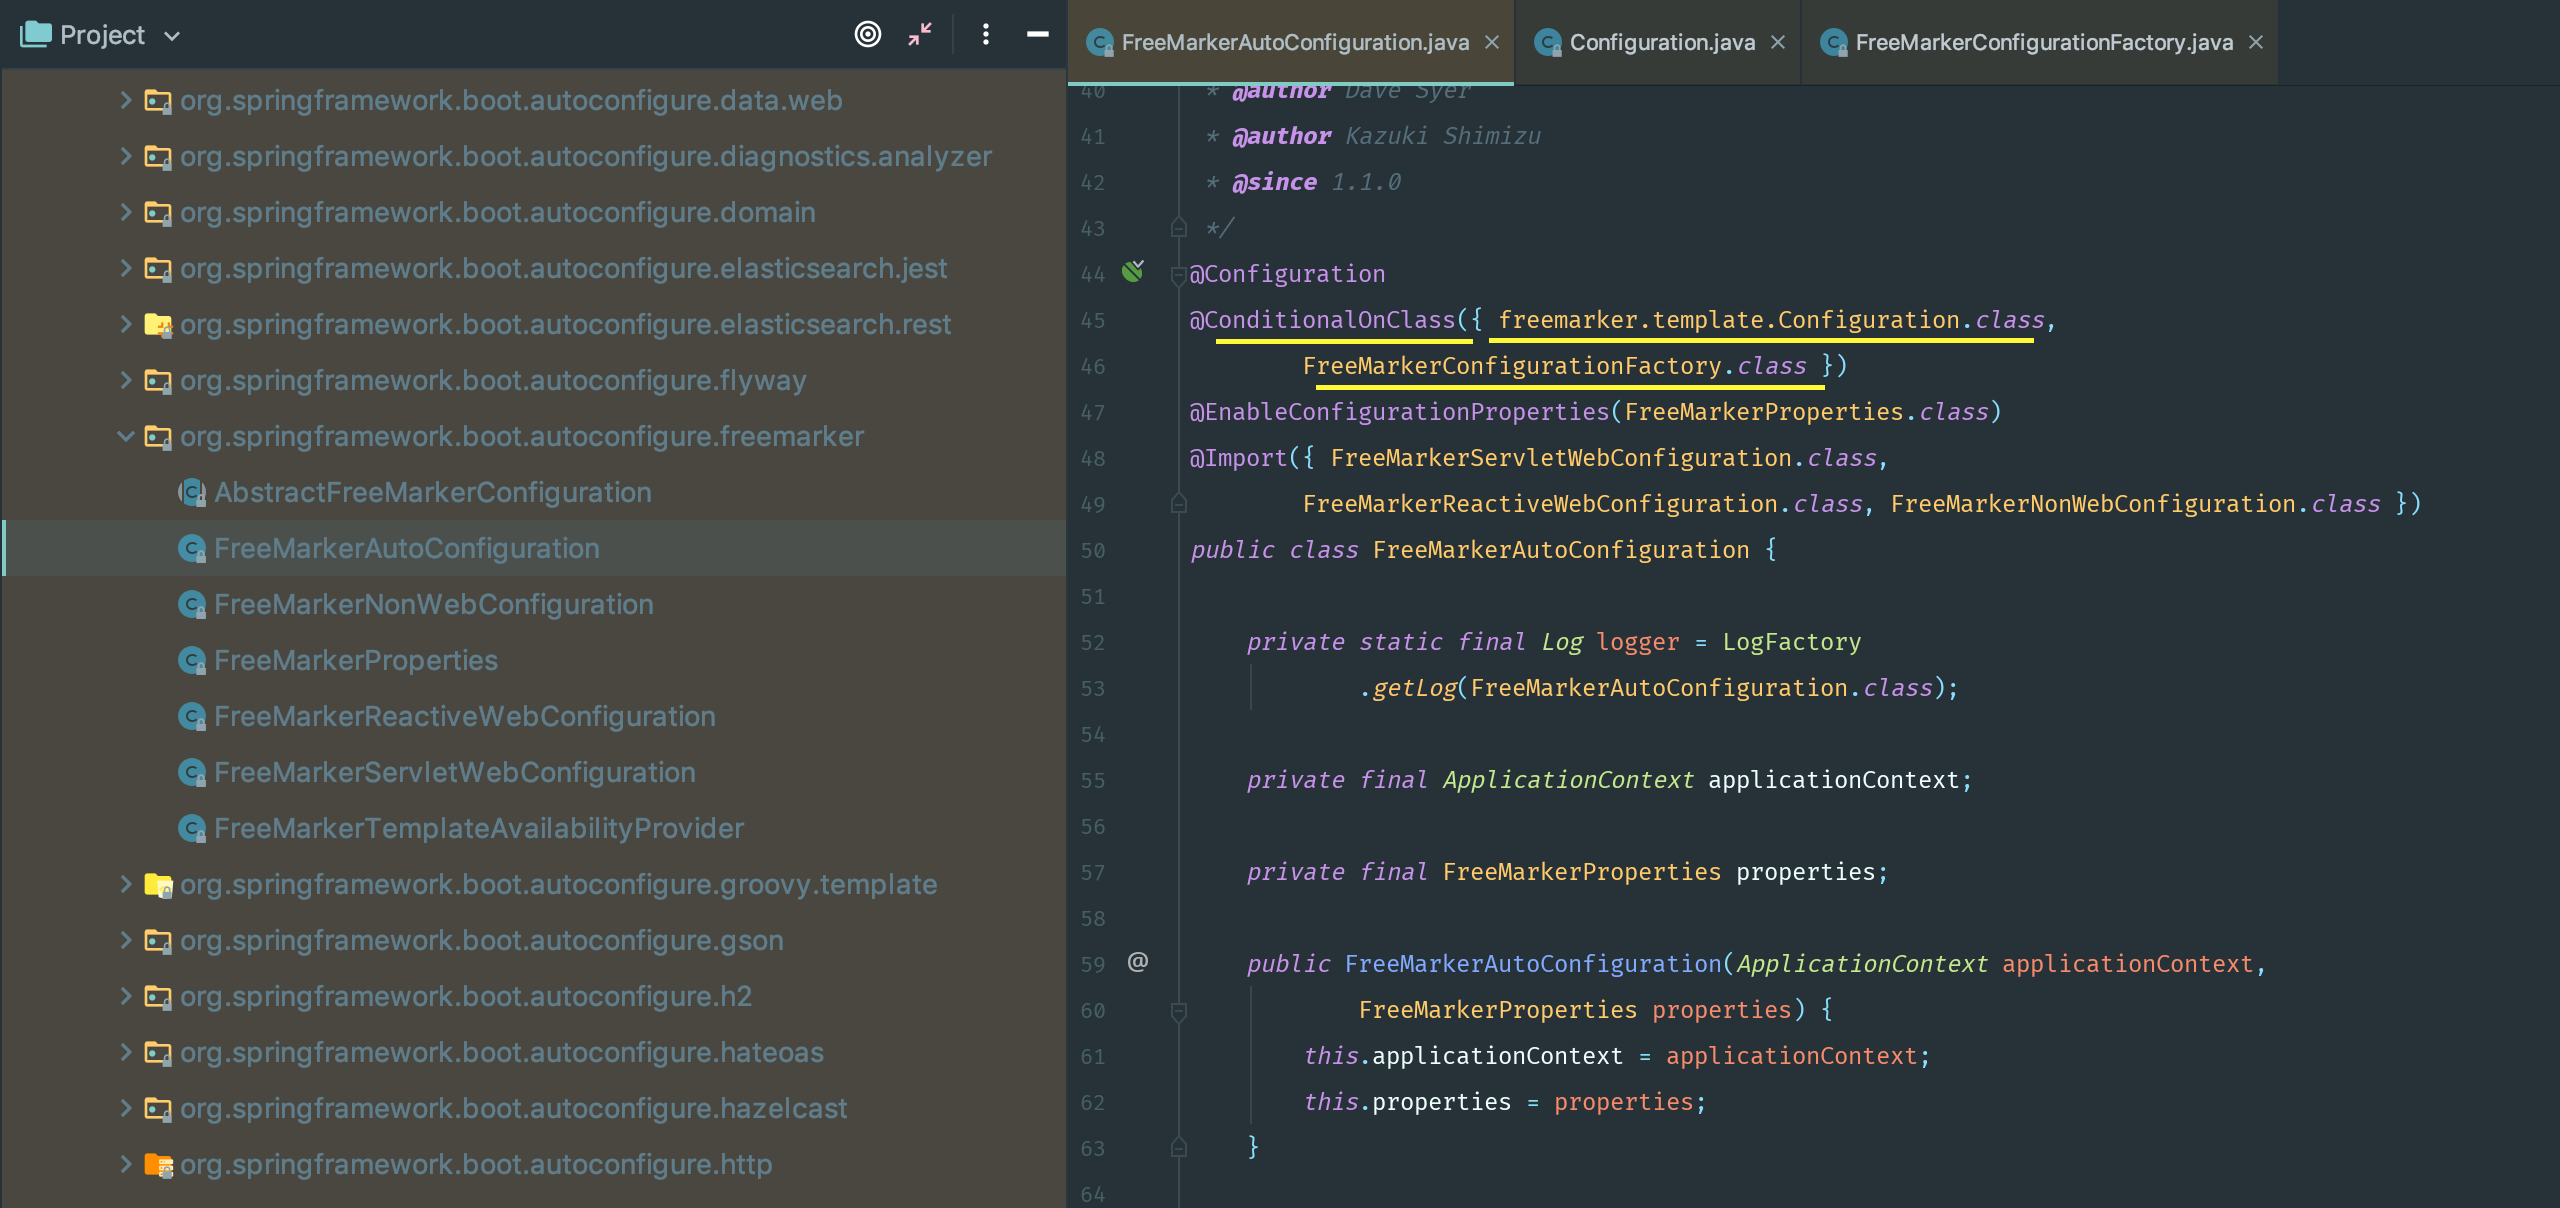 Project
org.springframework.boot.autoconfigure.data.web
org.springframework.boot.autoconfigure.diagnostics.analyzer
org.springframework.boot.autoconfigure.domain
org.springframework.boot.autoconfigure.elasticsearch.jest
org.springframework.boot.autoconfigure.elasticsearch.rest
org.springframework.boot.autoconfigure.flyway
org.springframework.boot.autoconfigure.freemarker
AbstractFreeMarkerConfiguration
FreeMarkerAutoConfiguration
FreeMarkerNonWebConfiguration
FreeMarkerProperties
FreeMarkerReactiveWebConfiguration
FreeMarkerServletWebConfiguration
FreeMarkerTemplateAvailabilityProvider
org.springframework.boot.autoconfigure.groovy.template
org.springframework.boot.autoconfigure.gson
org.springframework.boot.autoconfigure.h2
org.springframework.boot.autoconfigure.hateoas
org.springframework.boot.autoconfigure.hazelcast
org.springframework.boot.autoconfigure.http
FreeMarkerAutoConfiguration.java Configuration.java FreeMarkerConfigurationFactory.java
40 * @author Dave Syer
41 * @author Kazuki Shimizu
42 * @since 1.1.0
43 */
44 @Configuration
45 @ConditionalOnClass({ freemarker.template.Configuration.class,
46 FreeMarkerConfigurationFactory.class })
47 @EnableConfigurationProperties(FreeMarkerProperties.class)
48 @Import({ FreeMarkerServletWebConfiguration.class,
49 FreeMarkerReactiveWebConfiguration.class, FreeMarkerNonWebConfiguration.class })
50 public class FreeMarkerAutoConfiguration {
51
52 private static final Log logger = LogFactory
53 .getLog(FreeMarkerAutoConfiguration.class);
54
55 private final ApplicationContext applicationContext;
56
57 private final FreeMarkerProperties properties;
58
59 @ public FreeMarkerAutoConfiguration(ApplicationContext applicationContext,
60 FreeMarkerProperties properties) {
61 this.applicationContext = applicationContext;
62 this.properties = properties;
63 }
64